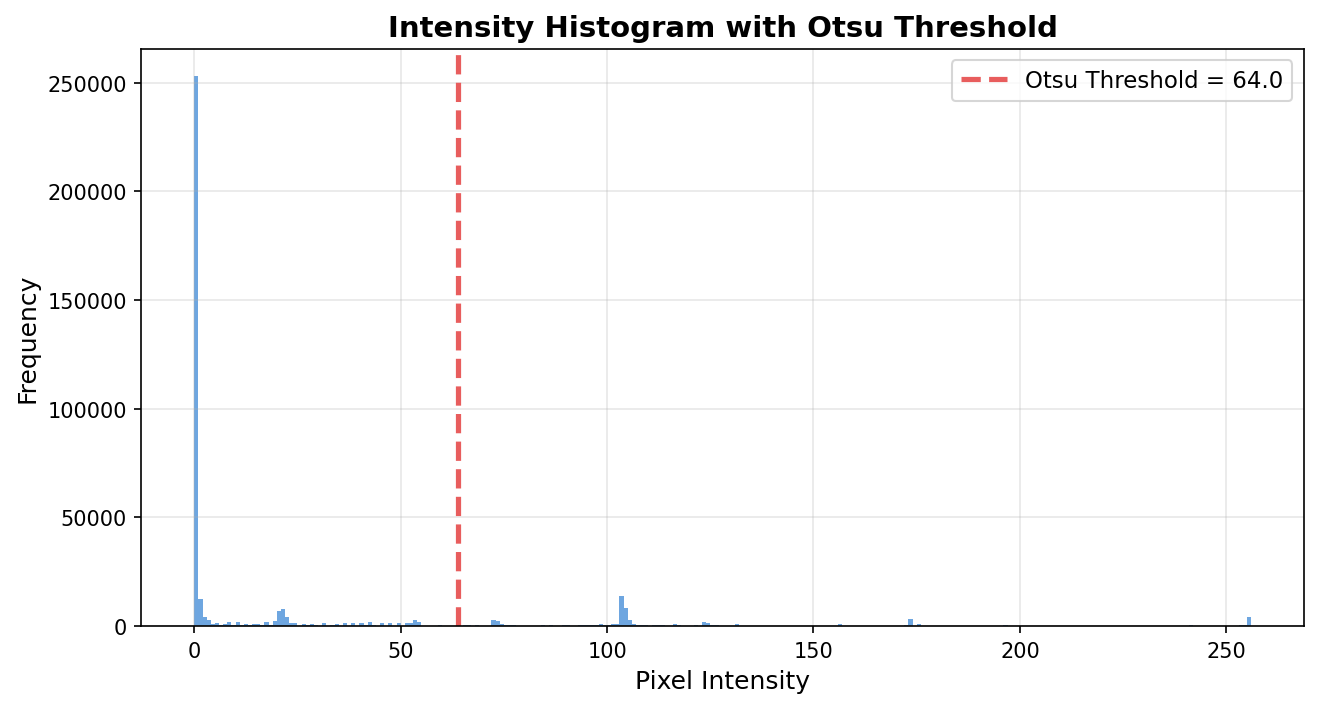 Intensity Histogram with Otsu Threshold
Otsu Threshold = 64.0
Frequency
250000
200000
150000
100000
50000
0
0 50 100 150 200 250
Pixel Intensity